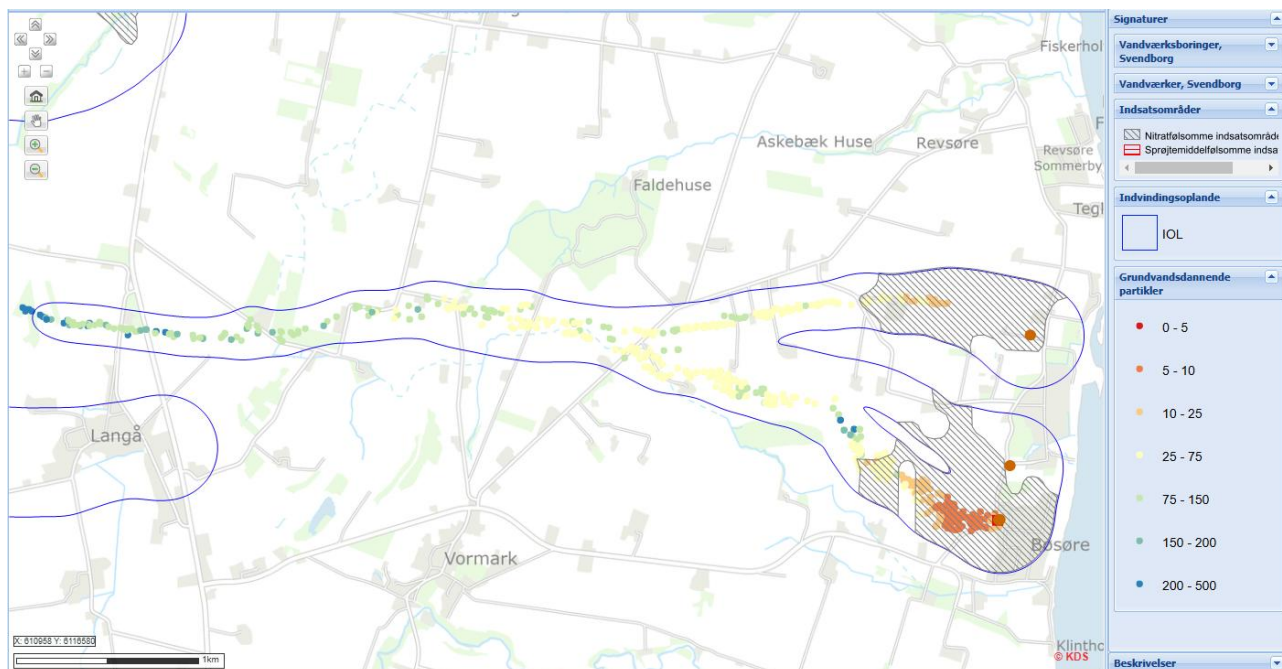 Fiskerhol
Askebæk Huse
Revsøre
Revsøre
Sommerby
Faldehuse
Tegl
Langå
Vormark
Bøsøre
Klintho
X: 610958 Y: 6116580
1km
© KDS
Signaturer
Vandværksboringer,
Svendborg
Vandværker, Svendborg
Indsatsområder
Nitratfølsomme indsatsområde
Sprøjtemiddelfølsomme indsa
Indvindingsoplande
IOL
Grundvandsdannende
partikler
0 - 5
5 - 10
10 - 25
25 - 75
75 - 150
150 - 200
200 - 500
Beskrivelser